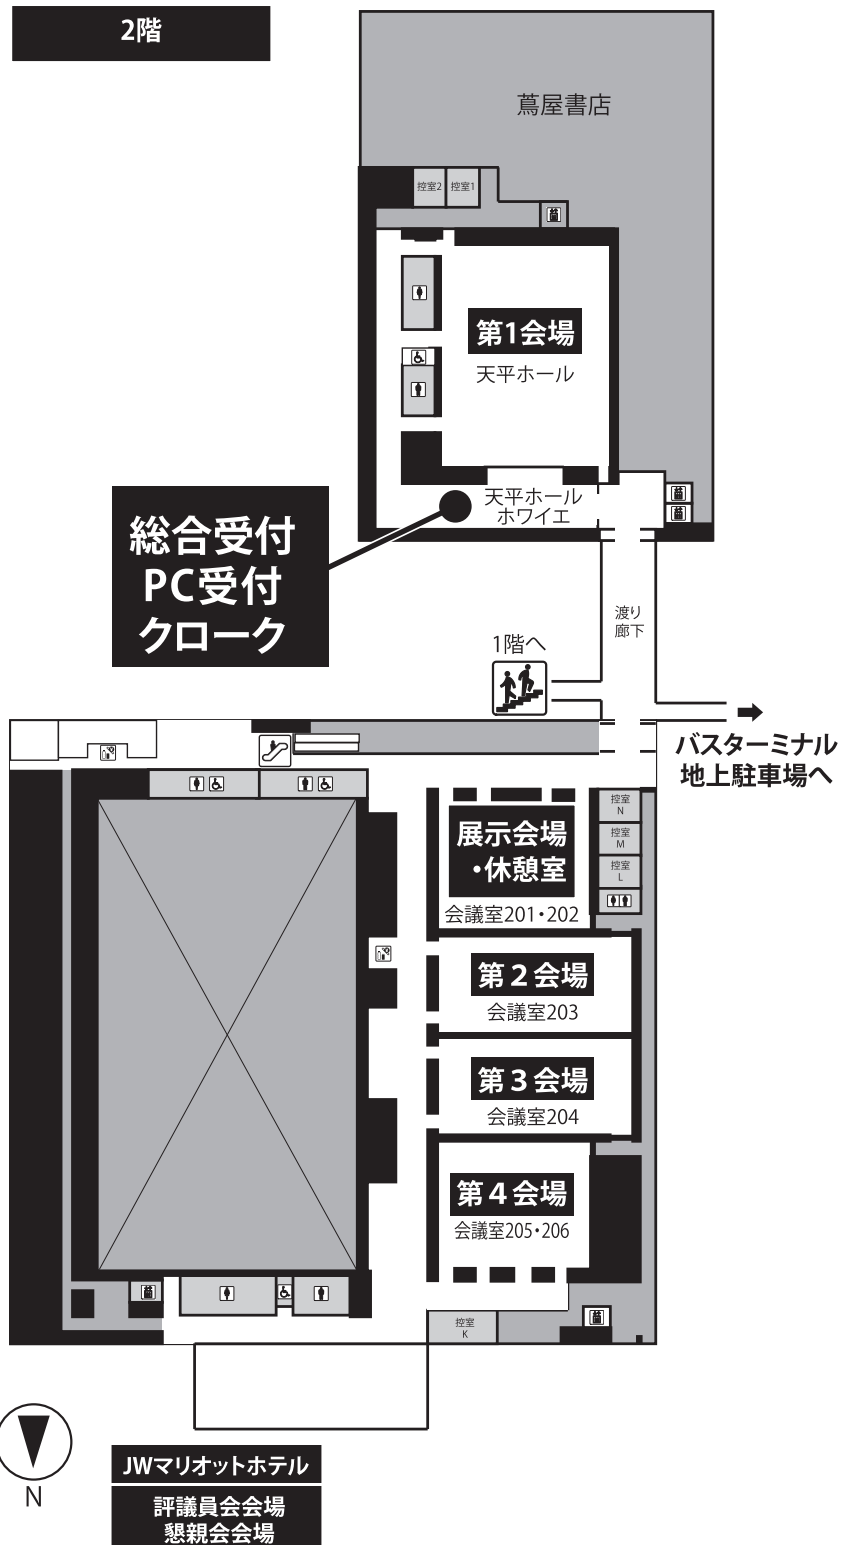 2階
蔦屋書店
控室2
控室1
第1会場
天平ホール
天平ホール
ホワイエ
総合受付
PC受付
クローク
渡り
廊下
1階へ
バスターミナル
地上駐車場へ
控室
N
控室
M
控室
L
展示会場
・休憩室
会議室201・202
第2会場
会議室203
第3会場
会議室204
第4会場
会議室205・206
控室
K
N
JWマリオットホテル
評議員会会場
懇親会会場